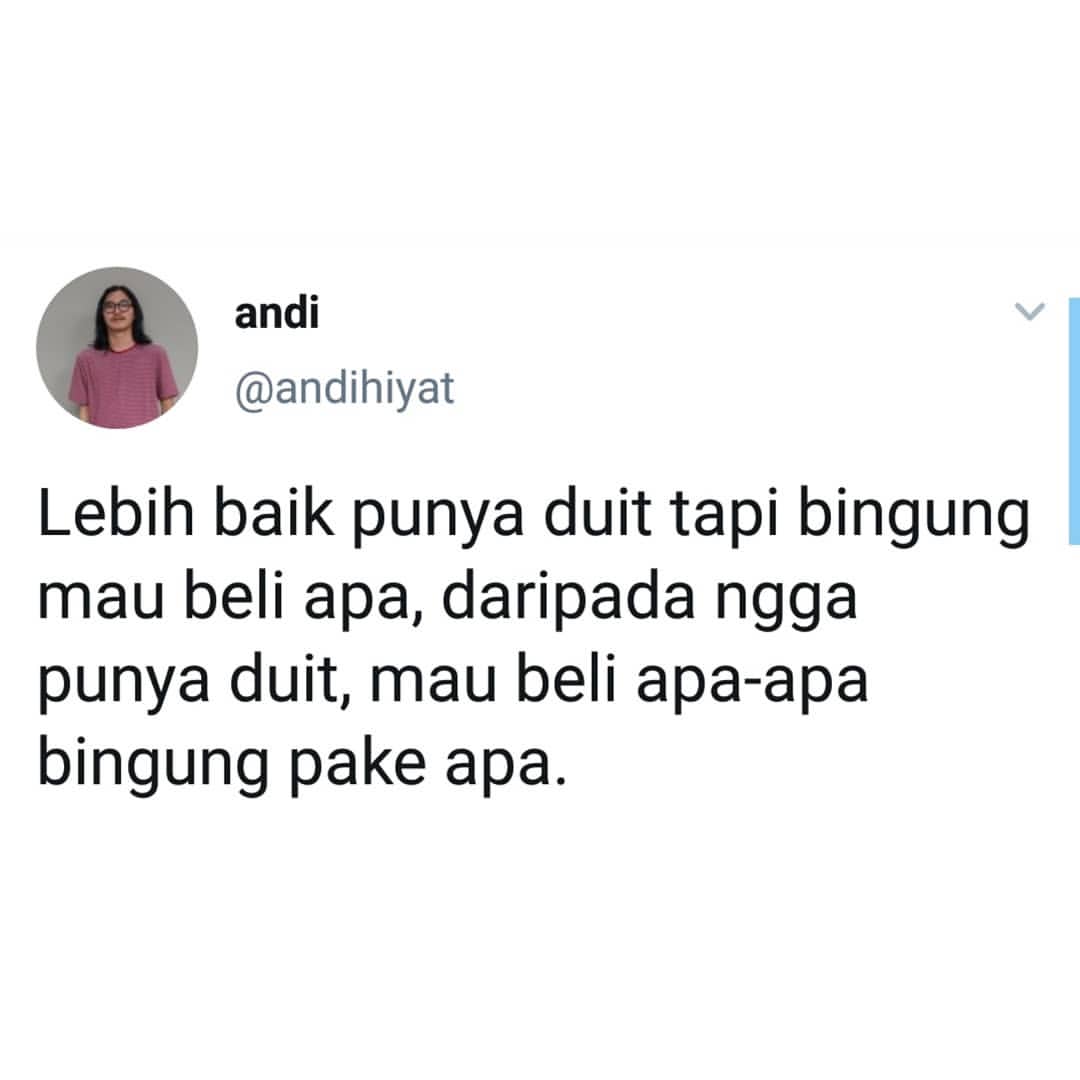 andi
@andihiyat
Lebih baik punya duit tapi bingung
mau beli apa, daripada ngga
punya duit, mau beli apa-apa
bingung pake apa.